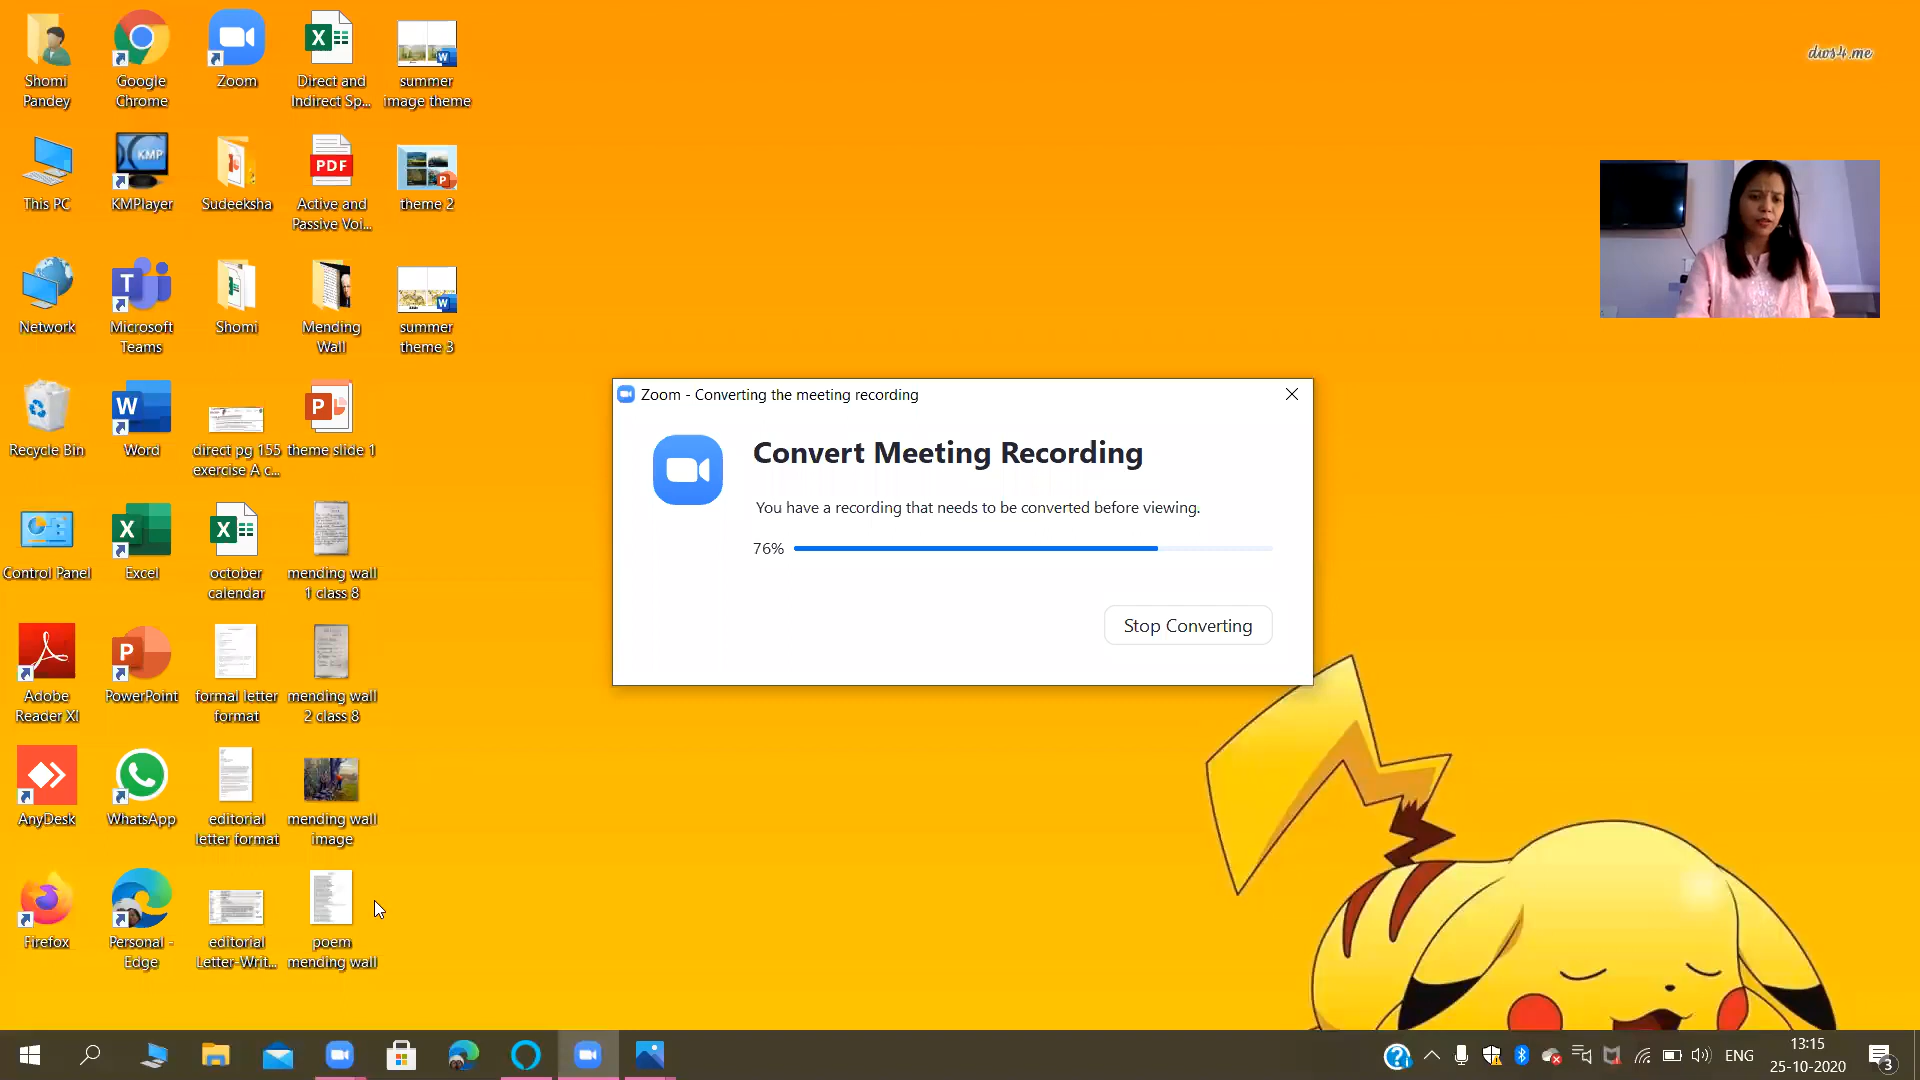 Shomi
Pandey
Google
Chrome
Zoom
Direct and
Indirect Sp...
summer
image theme
dws4.me
This PC
KMP
KMPlayer
Sudeeksha
PDF
Active and
Passive Voi...
theme 2
Network
Microsoft
Teams
Shomi
Mending
Wall
summer
theme 3
Recycle Bin
Word
direct pg 155
exercise A c...
theme slide 1
Zoom - Converting the meeting recording
Convert Meeting Recording
You have a recording that needs to be converted before viewing.
76%
Stop Converting
Control Panel
Excel
october
calendar
mending wall
1 class 8
Adobe
Reader XI
PowerPoint
formal letter
format
mending wall
2 class 8
AnyDesk
WhatsApp
editorial
letter format
mending wall
image
Firefox
Personal -
Edge
editorial
Letter-Writ...
poem
mending wall
ENG
13:15
25-10-2020
3